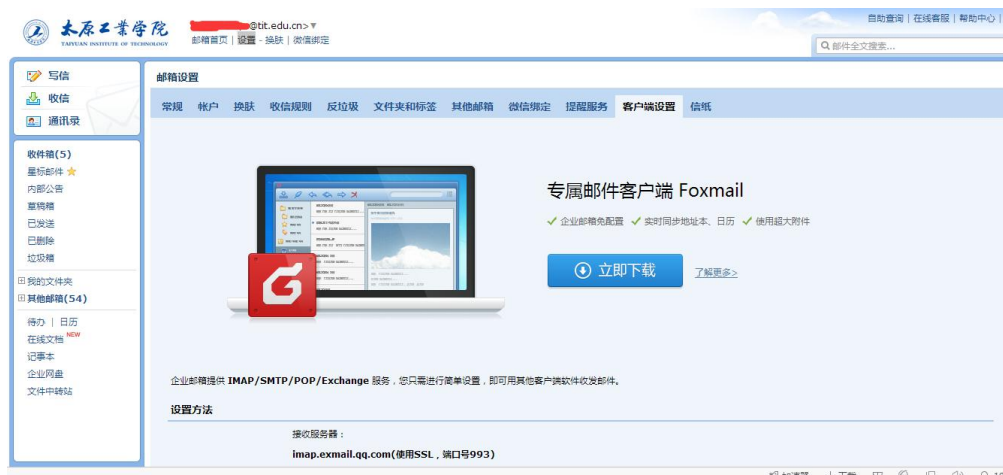 太原工業学院
TAIYUAN INSTITUTE OF TECHNOLOGY
@tit.edu.cn>▼
邮箱首页 | 设置 - 换肤 | 微信绑定
自助查询 | 在线客服 | 帮助中心 |
邮件全文搜索...
写信
收信
通讯录
收件箱(5)
星标邮件
内部公告
草稿箱
已发送
已删除
垃圾箱
我的文件夹
其他邮箱(54)
待办 | 日历
在线文档 NEW
记事本
企业网盘
文件中转站
邮箱设置
常规 帐户 换肤 收信规则 反垃圾 文件夹和标签 其他邮箱 微信绑定 提醒服务 客户端设置 信纸
专属邮件客户端 Foxmail
✓ 企业邮箱免配置 ✓ 实时同步地址本、日历 ✓ 使用超大附件
立即下载 了解更多>
企业邮箱提供 IMAP/SMTP/POP/Exchange 服务，您只需进行简单设置，即可用其他客户端软件收发邮件。
设置方法
接收服务器：
imap.exmail.qq.com(使用SSL，端口号993)